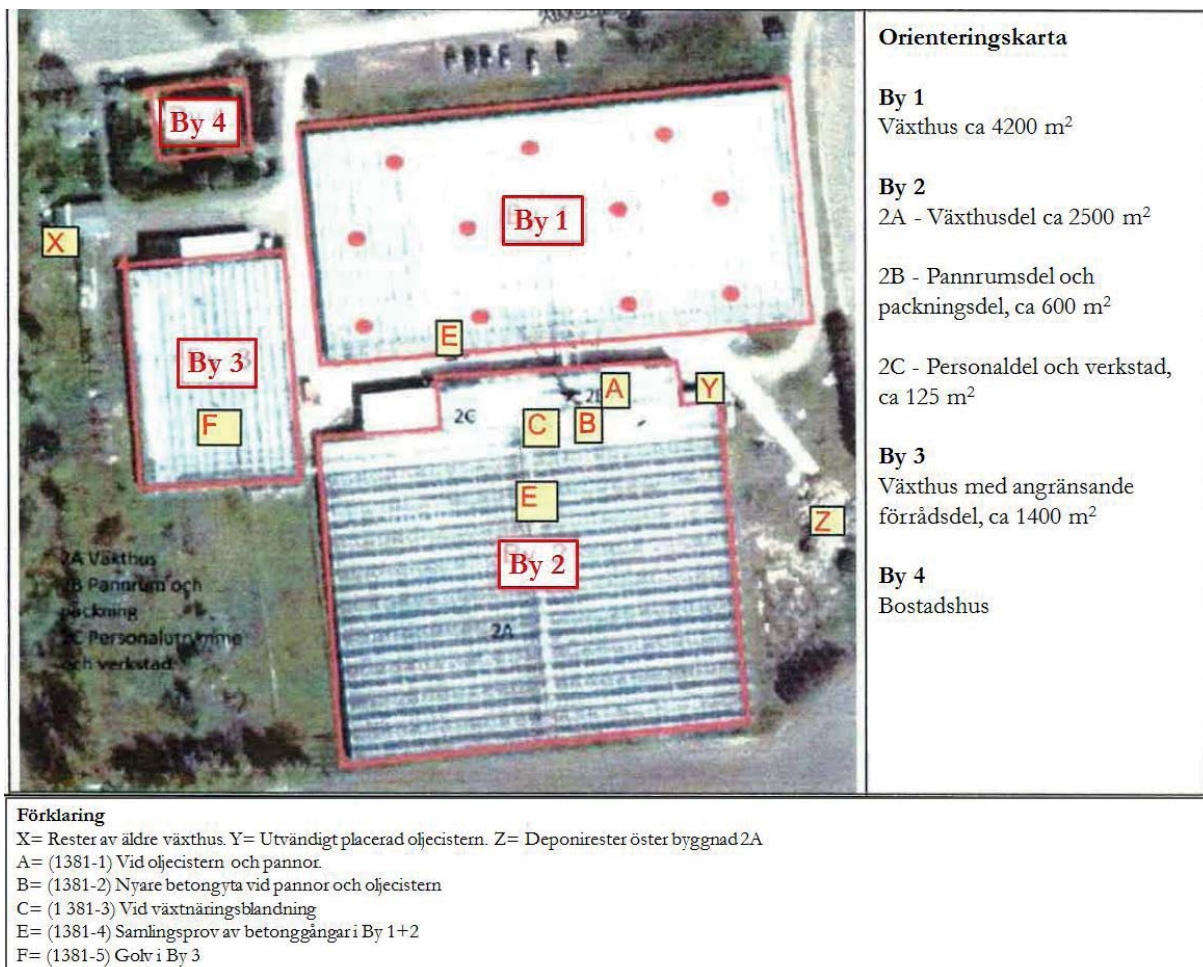 By 4
By 1
X
By 3
E
A
Y
2C
C
B
F
E
Z
By 2
2A Växthus
2B Pannrum och
packning
2C Personalutrymme
och verkstad
2A
Orienteringskarta
By 1
Växthus ca 4200 m²
By 2
2A - Växthusdel ca 2500 m²
2B - Pannrumsdel och
packningsdel, ca 600 m²
2C - Personaldel och verkstad,
ca 125 m²
By 3
Växthus med angränsande
förrådsdel, ca 1400 m²
By 4
Bostadshus
Förklaring
X= Rester av äldre växthus. Y= Utvändigt placerad oljecistern. Z= Deponirester öster byggnad 2A
A= (1381-1) Vid oljecistern och pannor.
B= (1381-2) Nyare betongyta vid pannor och oljecistern
C= (1 381-3) Vid växtnäringsblandning
E= (1381-4) Samlingsprov av betonggångar i By 1+2
F= (1381-5) Golv i By 3